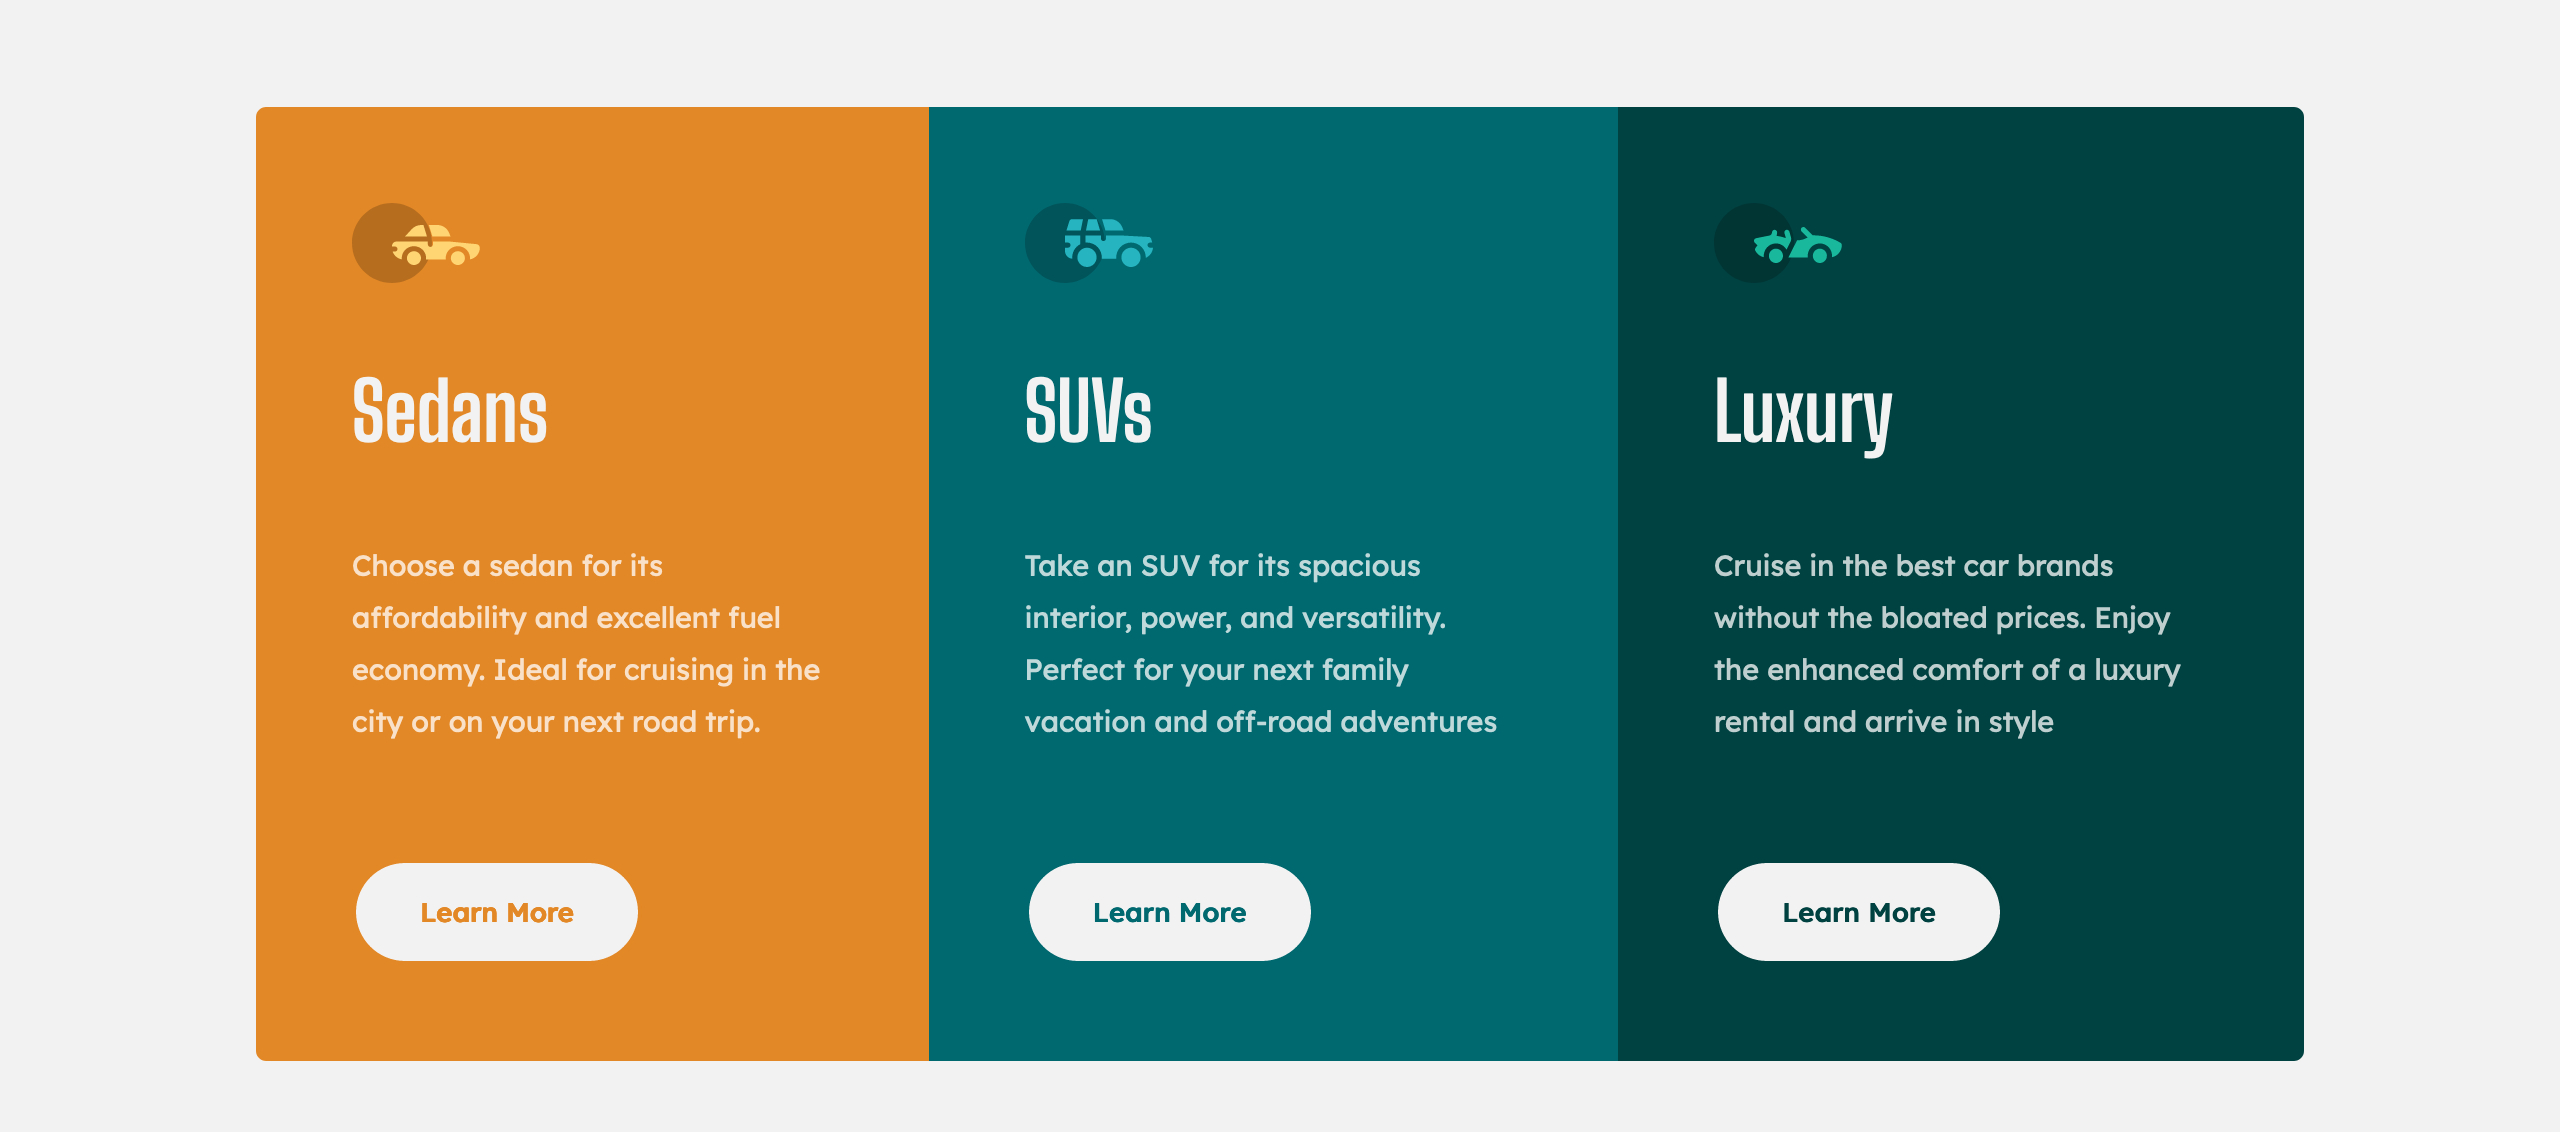 Sedans
Choose a sedan for its
affordability and excellent fuel
economy. Ideal for cruising in the
city or on your next road trip.
Learn More
SUVs
Take an SUV for its spacious
interior, power, and versatility.
Perfect for your next family
vacation and off-road adventures
Learn More
Luxury
Cruise in the best car brands
without the bloated prices. Enjoy
the enhanced comfort of a luxury
rental and arrive in style
Learn More